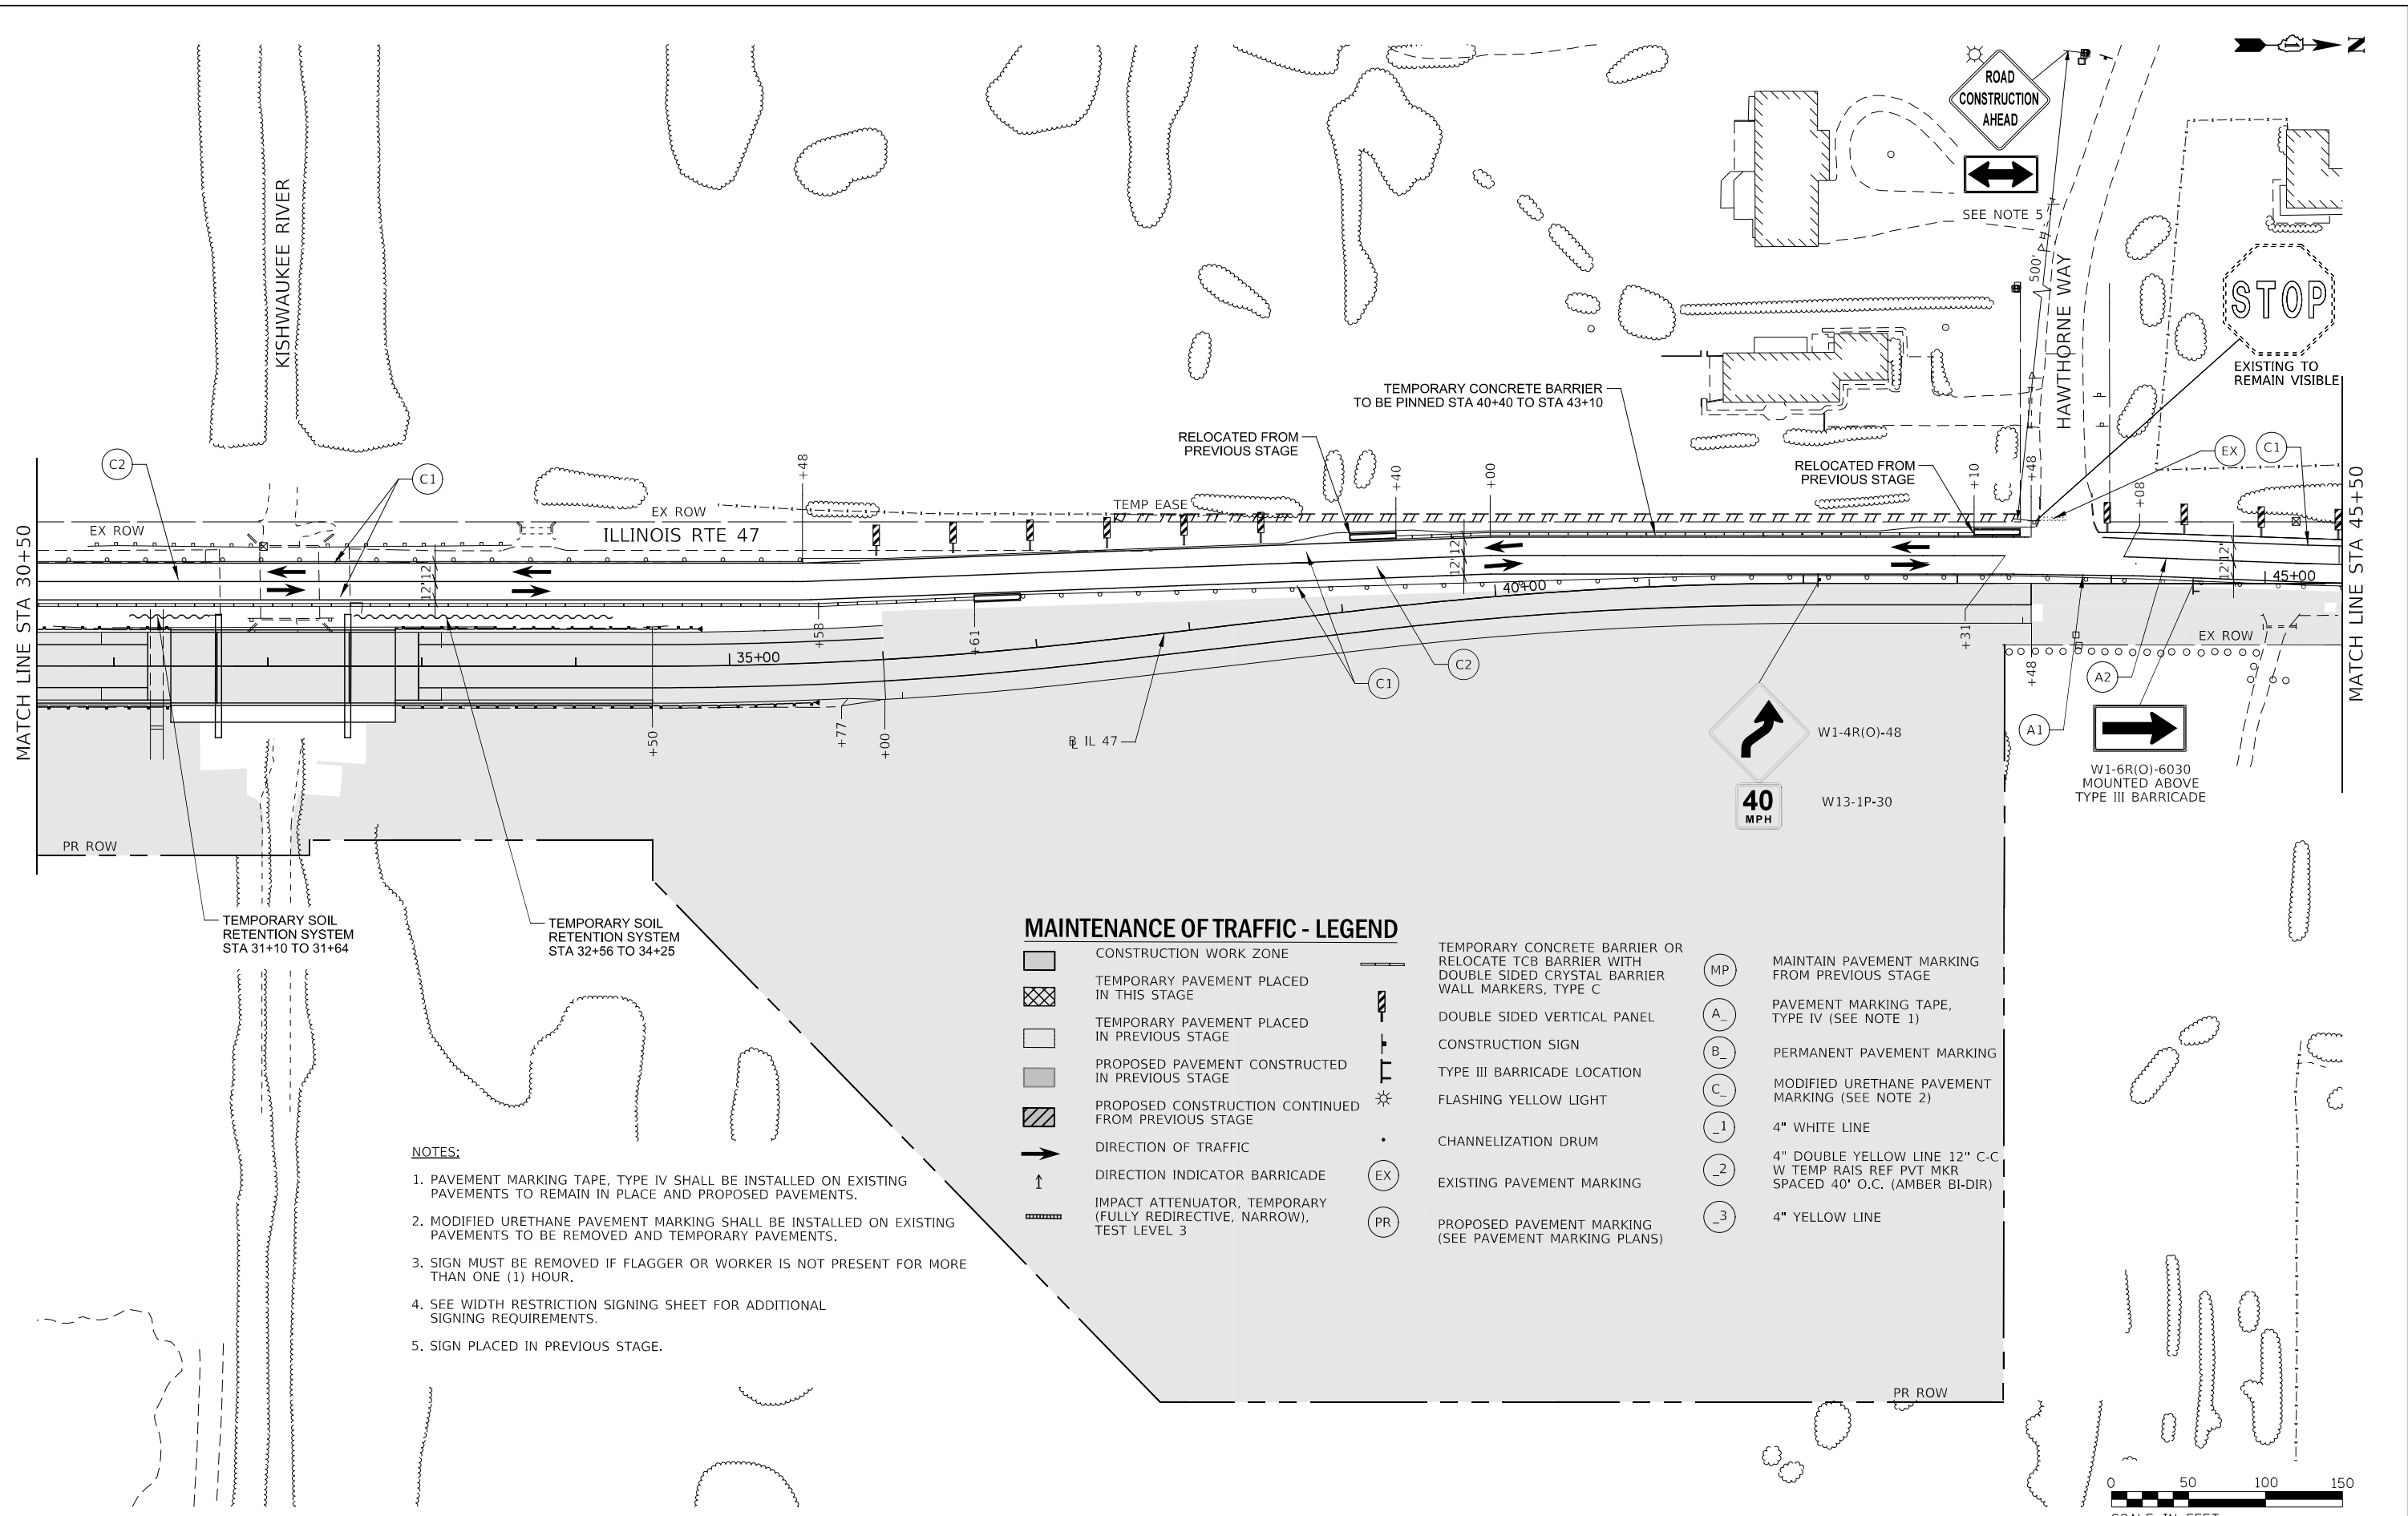 N
ROAD
CONSTRUCTION
AHEAD
SEE NOTE 5
500'
HAWTHORNE WAY
STOP
EXISTING TO
REMAIN VISIBLE
KISHWAUKEE RIVER
TEMPORARY CONCRETE BARRIER
TO BE PINNED STA 40+40 TO STA 43+10
RELOCATED FROM
PREVIOUS STAGE
RELOCATED FROM
PREVIOUS STAGE
C2
C1
+48
+40
+00
+10
+48
EX
C1
+08
MATCH LINE STA 30+50
MATCH LINE STA 45+50
EX ROW
EX ROW
ILLINOIS RTE 47
TEMP EASE
12'
12'
12'
12'
12'
12'
40+00
45+00
35+00
+50
+58
+77
+00
+61
+31
+48
EX ROW
C1
C2
A1
A2
B̲L IL 47
W1-4R(O)-48
40
MPH
W13-1P-30
W1-6R(O)-6030
MOUNTED ABOVE
TYPE III BARRICADE
PR ROW
TEMPORARY SOIL
RETENTION SYSTEM
STA 31+10 TO 31+64
TEMPORARY SOIL
RETENTION SYSTEM
STA 32+56 TO 34+25
MAINTENANCE OF TRAFFIC - LEGEND
CONSTRUCTION WORK ZONE
TEMPORARY PAVEMENT PLACED
IN THIS STAGE
TEMPORARY PAVEMENT PLACED
IN PREVIOUS STAGE
PROPOSED PAVEMENT CONSTRUCTED
IN PREVIOUS STAGE
PROPOSED CONSTRUCTION CONTINUED
FROM PREVIOUS STAGE
DIRECTION OF TRAFFIC
DIRECTION INDICATOR BARRICADE
IMPACT ATTENUATOR, TEMPORARY
(FULLY REDIRECTIVE, NARROW),
TEST LEVEL 3
TEMPORARY CONCRETE BARRIER OR
RELOCATE TCB BARRIER WITH
DOUBLE SIDED CRYSTAL BARRIER
WALL MARKERS, TYPE C
DOUBLE SIDED VERTICAL PANEL
CONSTRUCTION SIGN
TYPE III BARRICADE LOCATION
FLASHING YELLOW LIGHT
CHANNELIZATION DRUM
EX EXISTING PAVEMENT MARKING
PR PROPOSED PAVEMENT MARKING
(SEE PAVEMENT MARKING PLANS)
MP MAINTAIN PAVEMENT MARKING
FROM PREVIOUS STAGE
A_ PAVEMENT MARKING TAPE,
TYPE IV (SEE NOTE 1)
B_ PERMANENT PAVEMENT MARKING
C_ MODIFIED URETHANE PAVEMENT
MARKING (SEE NOTE 2)
_1 4" WHITE LINE
_2 4" DOUBLE YELLOW LINE 12" C-C
W TEMP RAIS REF PVT MKR
SPACED 40' O.C. (AMBER BI-DIR)
_3 4" YELLOW LINE
NOTES:
1. PAVEMENT MARKING TAPE, TYPE IV SHALL BE INSTALLED ON EXISTING
PAVEMENTS TO REMAIN IN PLACE AND PROPOSED PAVEMENTS.
2. MODIFIED URETHANE PAVEMENT MARKING SHALL BE INSTALLED ON EXISTING
PAVEMENTS TO BE REMOVED AND TEMPORARY PAVEMENTS.
3. SIGN MUST BE REMOVED IF FLAGGER OR WORKER IS NOT PRESENT FOR MORE
THAN ONE (1) HOUR.
4. SEE WIDTH RESTRICTION SIGNING SHEET FOR ADDITIONAL
SIGNING REQUIREMENTS.
5. SIGN PLACED IN PREVIOUS STAGE.
PR ROW
0 50 100 150